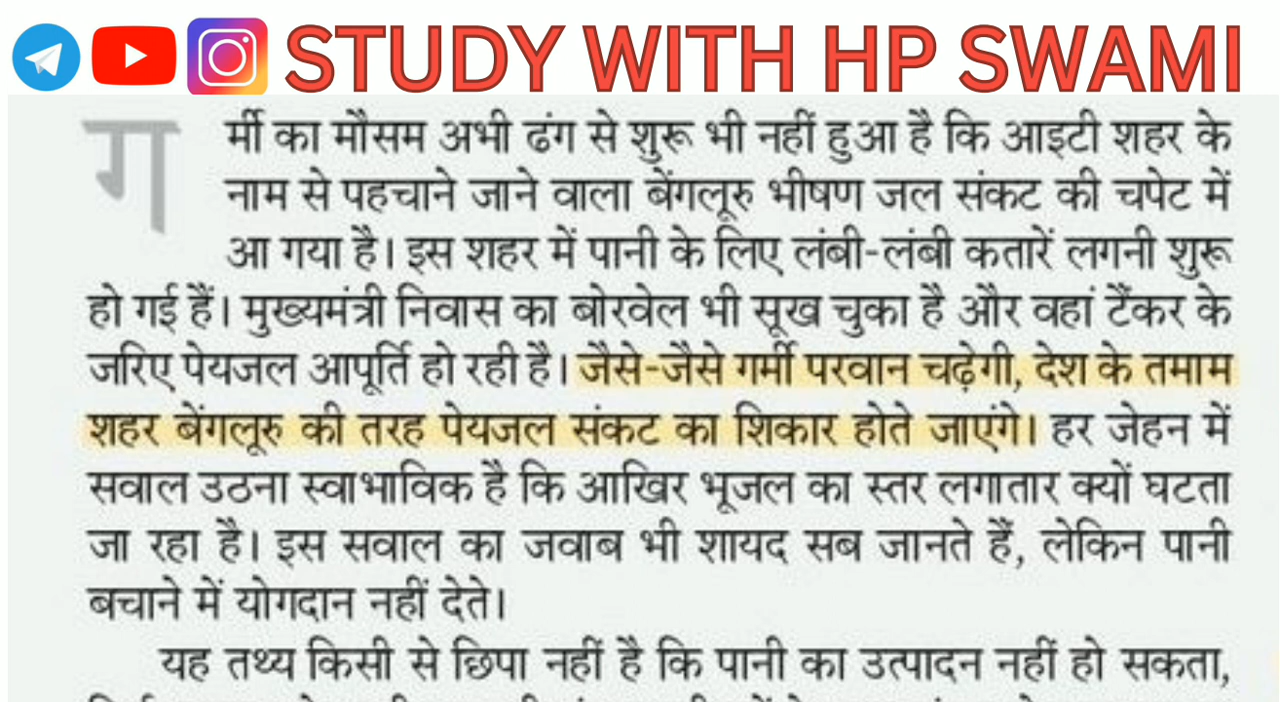 STUDY WITH HP SWAMI
गर्मी का मौसम अभी ढंग से शुरू भी नहीं हुआ है कि आइटी शहर के
नाम से पहचाने जाने वाला बेंगलूरु भीषण जल संकट की चपेट में
आ गया है। इस शहर में पानी के लिए लंबी-लंबी कतारें लगनी शुरू
हो गई हैं। मुख्यमंत्री निवास का बोरवेल भी सूख चुका है और वहां टैंकर के
जरिए पेयजल आपूर्ति हो रही है। जैसे-जैसे गर्मी परवान चढ़ेगी, देश के तमाम
शहर बेंगलूरु की तरह पेयजल संकट का शिकार होते जाएंगे। हर जेहन में
सवाल उठना स्वाभाविक है कि आखिर भूजल का स्तर लगातार क्यों घटता
जा रहा है। इस सवाल का जवाब भी शायद सब जानते हैं, लेकिन पानी
बचाने में योगदान नहीं देते।
यह तथ्य किसी से छिपा नहीं है कि पानी का उत्पादन नहीं हो सकता,